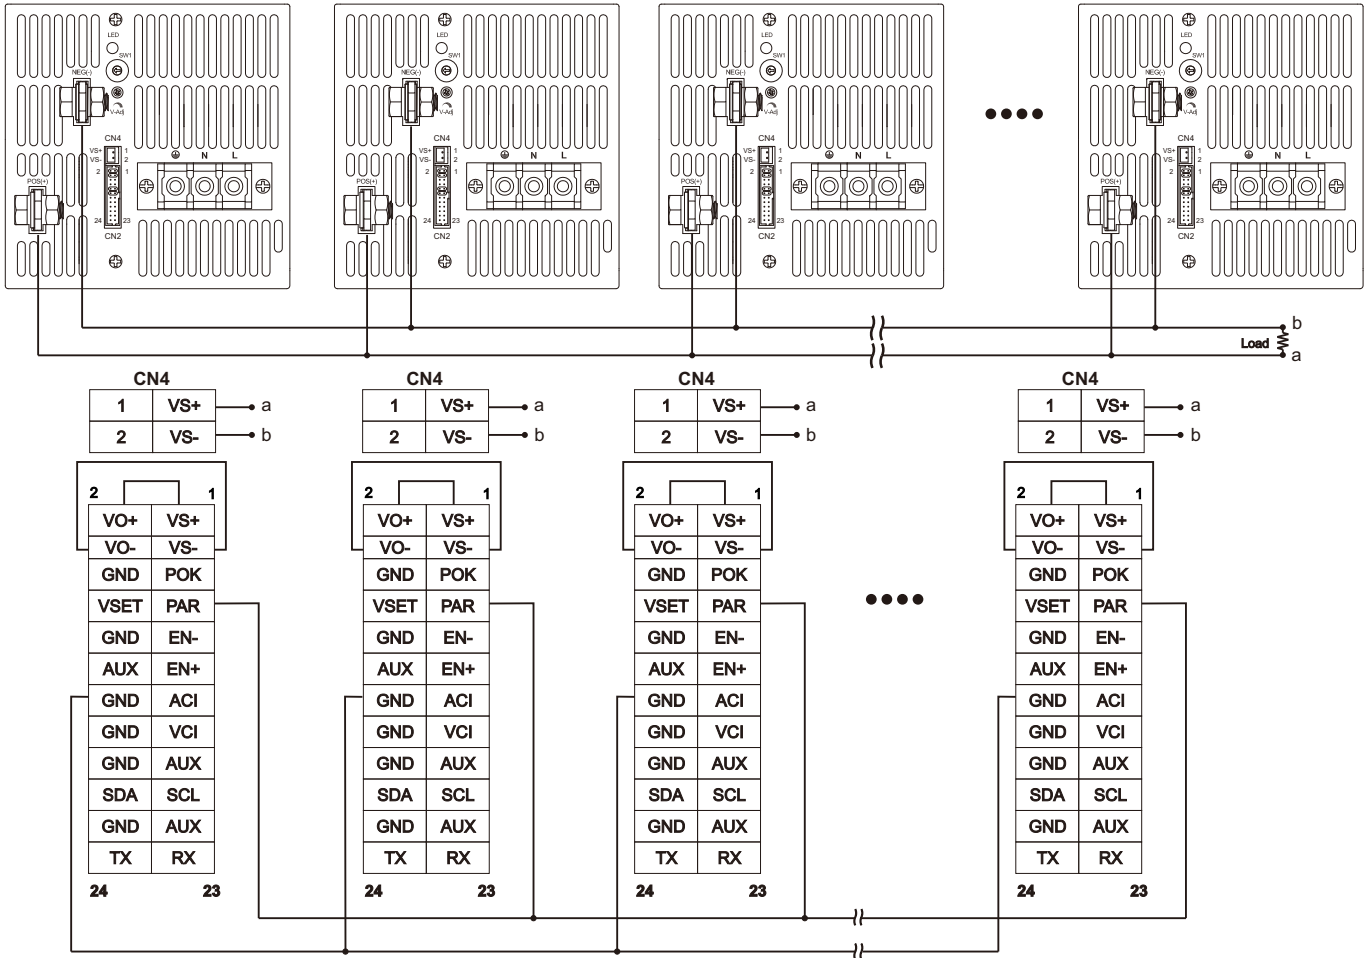 LED LED LED LED
SW1 SW1 SW1 SW1
NEG(-) NEG(-) NEG(-) NEG(-)
V-Adj V-Adj V-Adj V-Adj
CN4 CN4 CN4 CN4
VS+ 1 VS+ 1 VS+ 1 VS+ 1
VS- 2 N L VS- 2 N L VS- 2 N L VS- 2 N L
2 1 2 1 2 1 2 1
POS(+) POS(+) POS(+) POS(+)
24 23 24 23 24 23 24 23
CN2 CN2 CN2 CN2
b
Load
a
CN4 CN4 CN4 CN4
1 VS+ a 1 VS+ a 1 VS+ a 1 VS+ a
2 VS- b 2 VS- b 2 VS- b 2 VS- b
2 1 2 1 2 1 2 1
VO+ VS+ VO+ VS+ VO+ VS+ VO+ VS+
VO- VS- VO- VS- VO- VS- VO- VS-
GND POK GND POK GND POK GND POK
VSET PAR VSET PAR VSET PAR VSET PAR
GND EN- GND EN- GND EN- GND EN-
AUX EN+ AUX EN+ AUX EN+ AUX EN+
GND ACI GND ACI GND ACI GND ACI
GND VCI GND VCI GND VCI GND VCI
GND AUX GND AUX GND AUX GND AUX
SDA SCL SDA SCL SDA SCL SDA SCL
GND AUX GND AUX GND AUX GND AUX
TX RX TX RX TX RX TX RX
24 23 24 23 24 23 24 23